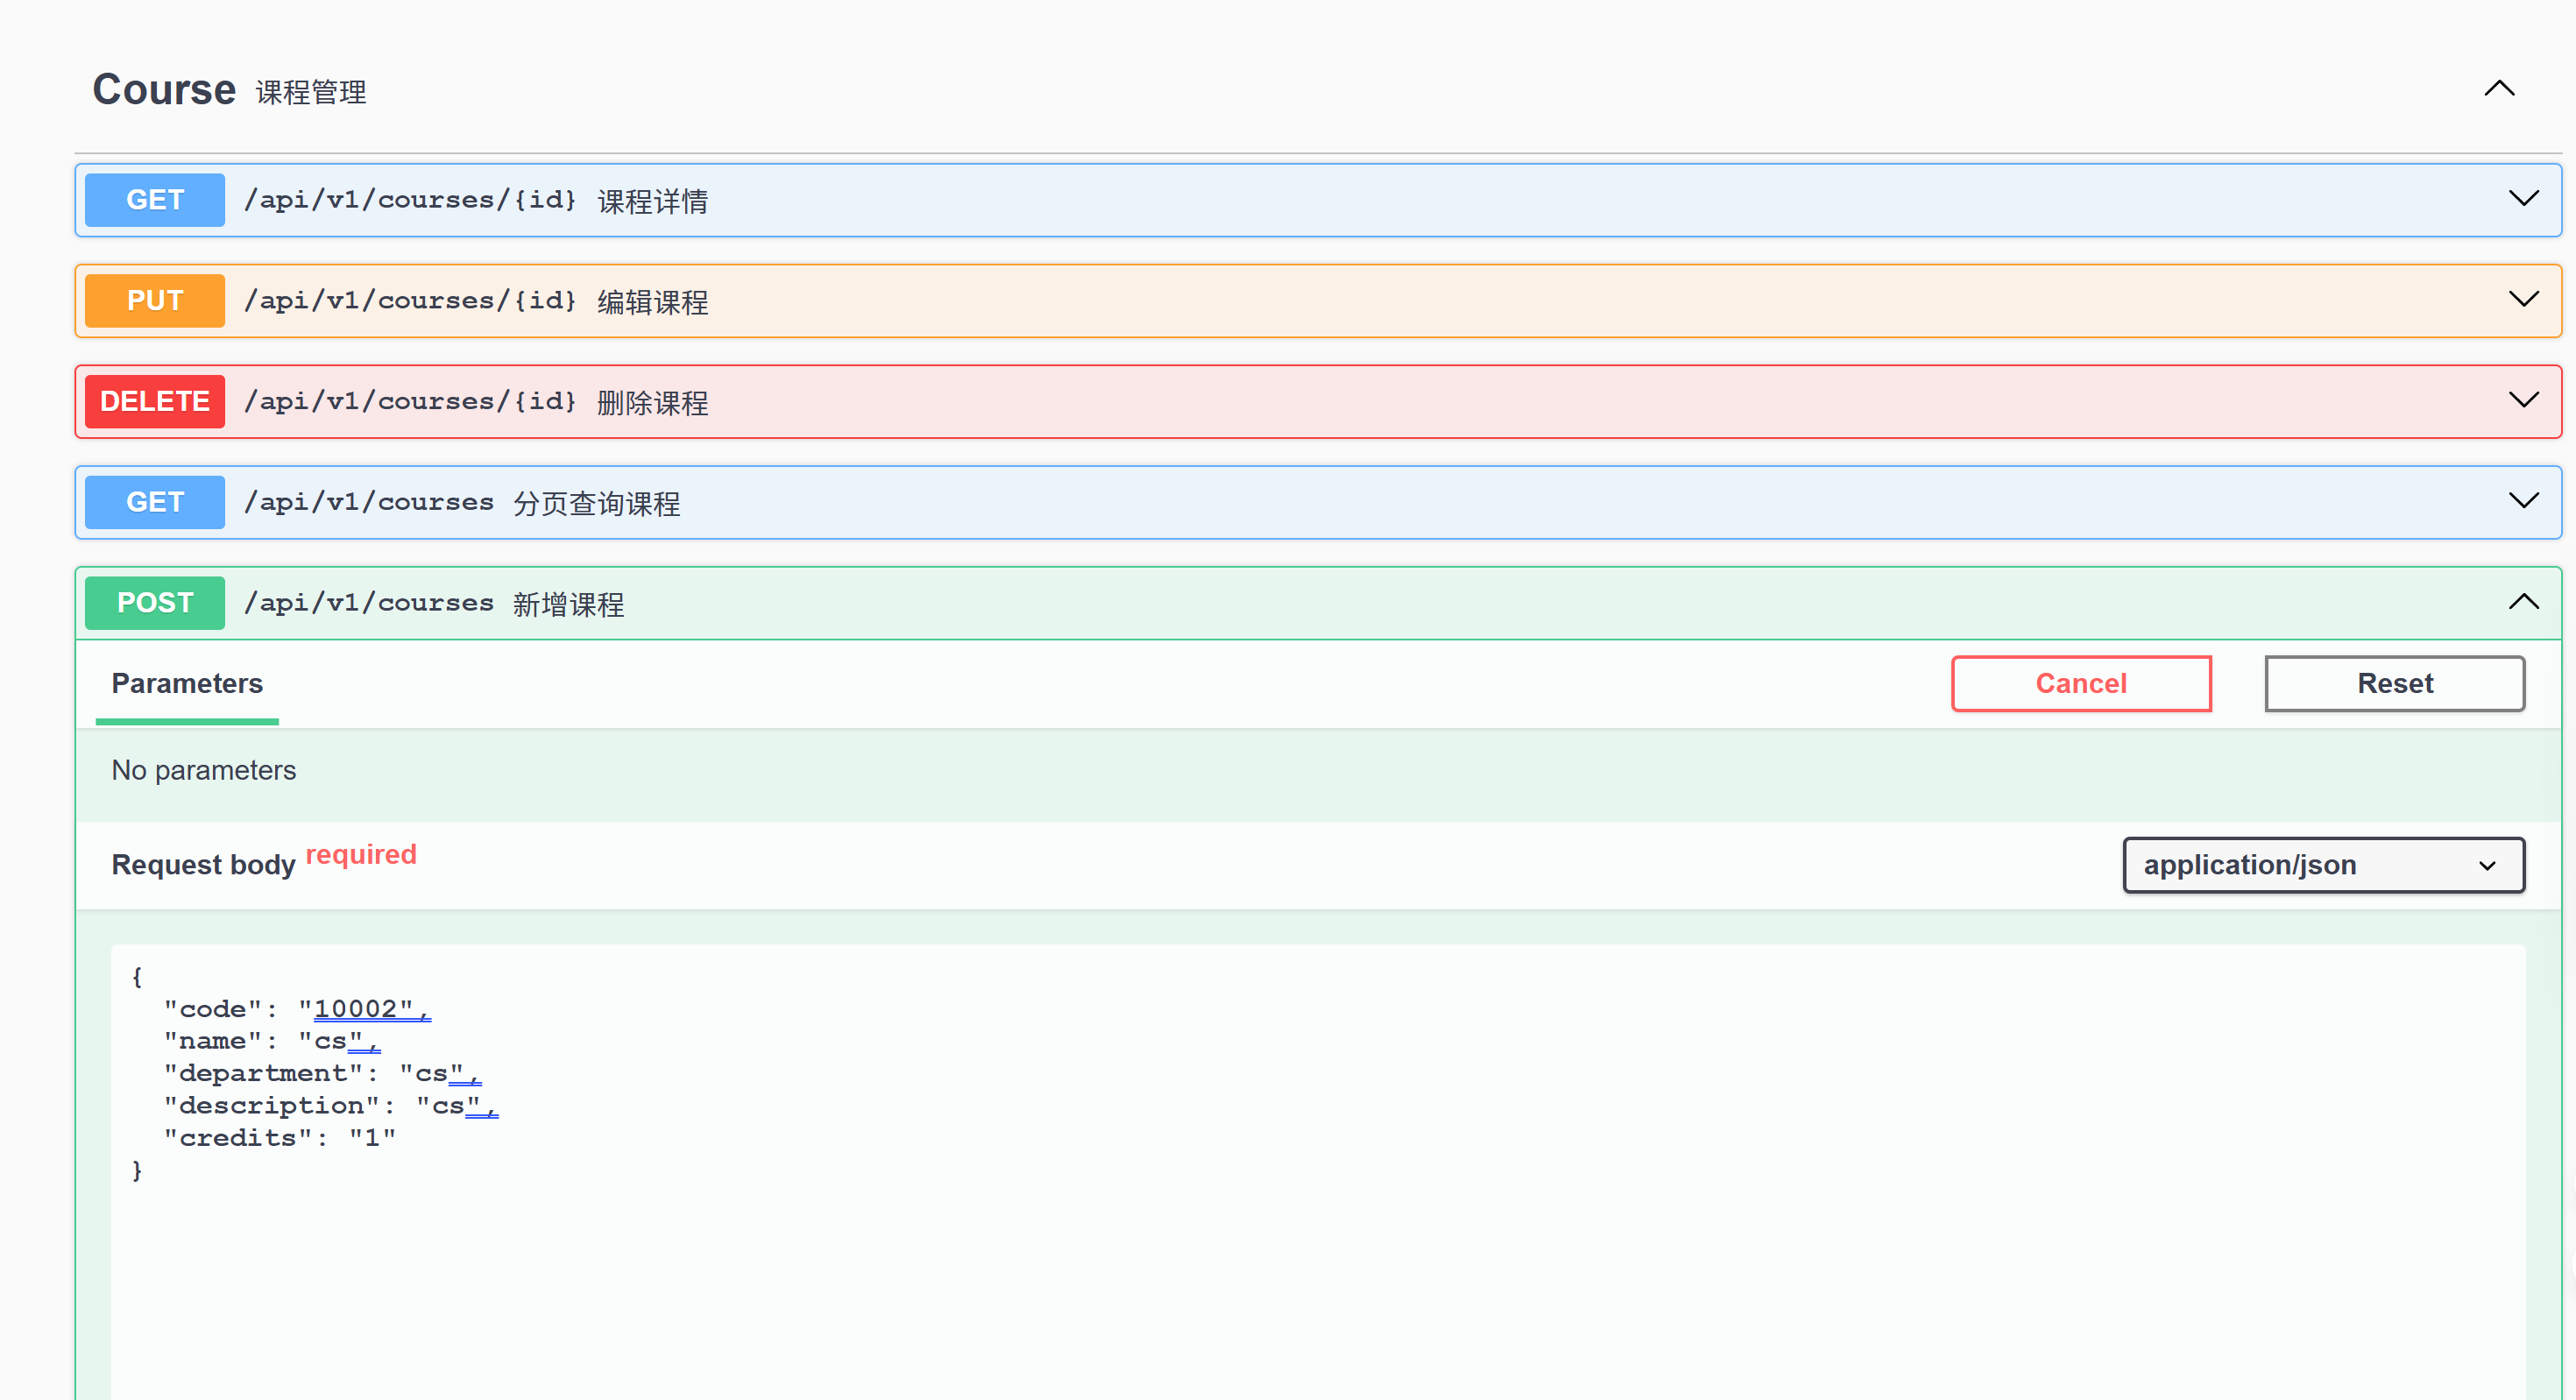 Course 课程管理
GET /api/v1/courses/{id} 课程详情
PUT /api/v1/courses/{id} 编辑课程
DELETE /api/v1/courses/{id} 删除课程
GET /api/v1/courses 分页查询课程
POST /api/v1/courses 新增课程
Parameters Cancel Reset
No parameters
Request body required application/json
{
  "code": "10002",
  "name": "cs",
  "department": "cs",
  "description": "cs",
  "credits": "1"
}